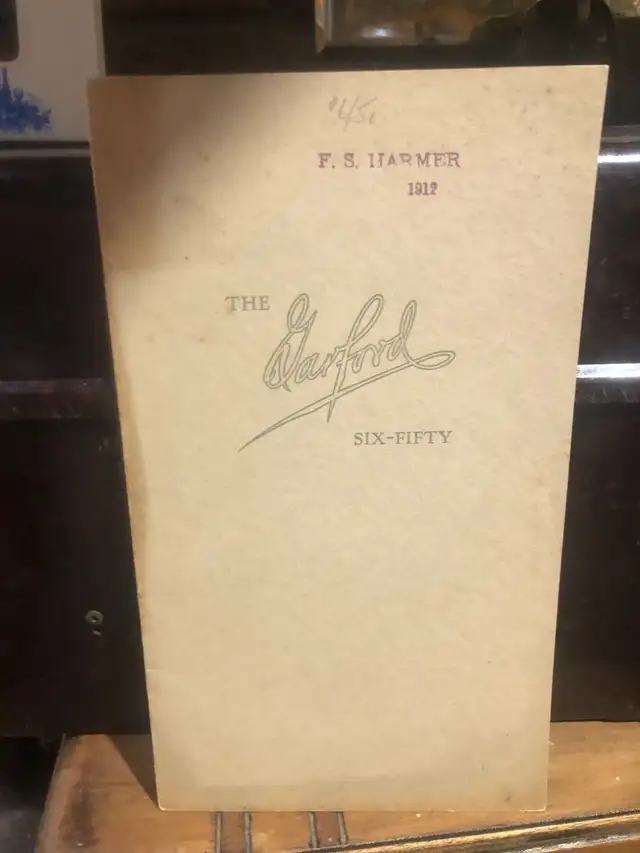 F. S. HARMER
1912
THE
Garford
SIX-FIFTY